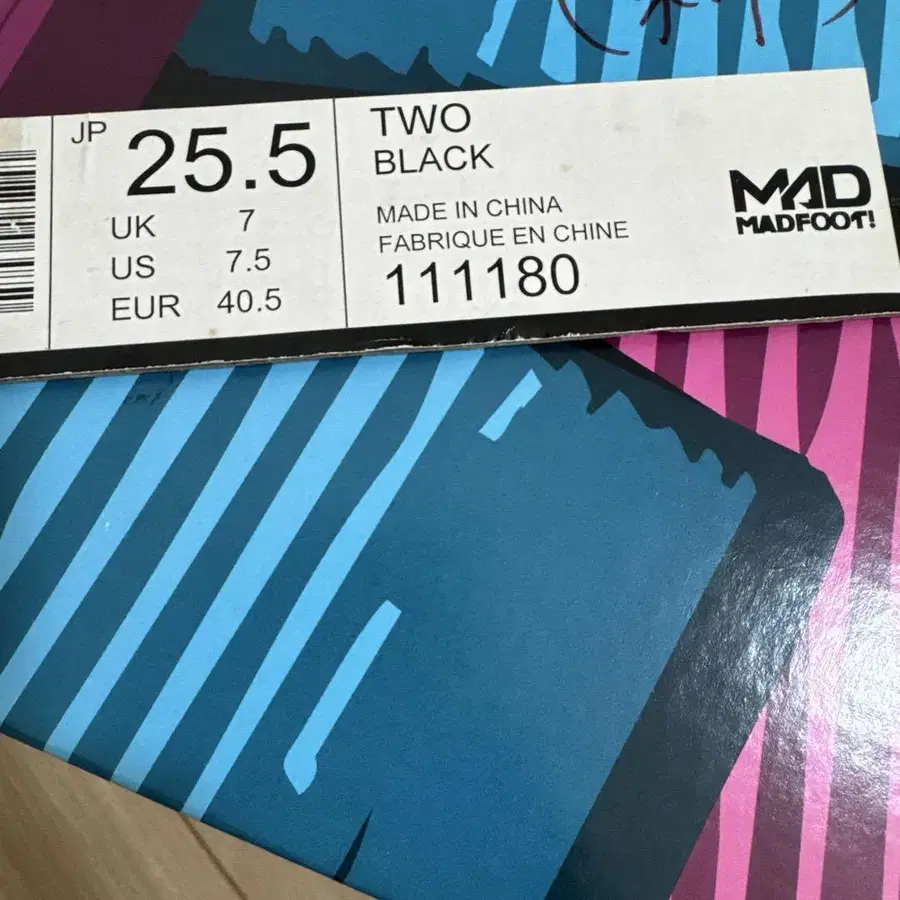 JP 25.5
UK 7
US 7.5
EUR 40.5
TWO
BLACK
MADE IN CHINA
FABRIQUE EN CHINE
111180
MAD
MADFOOT!